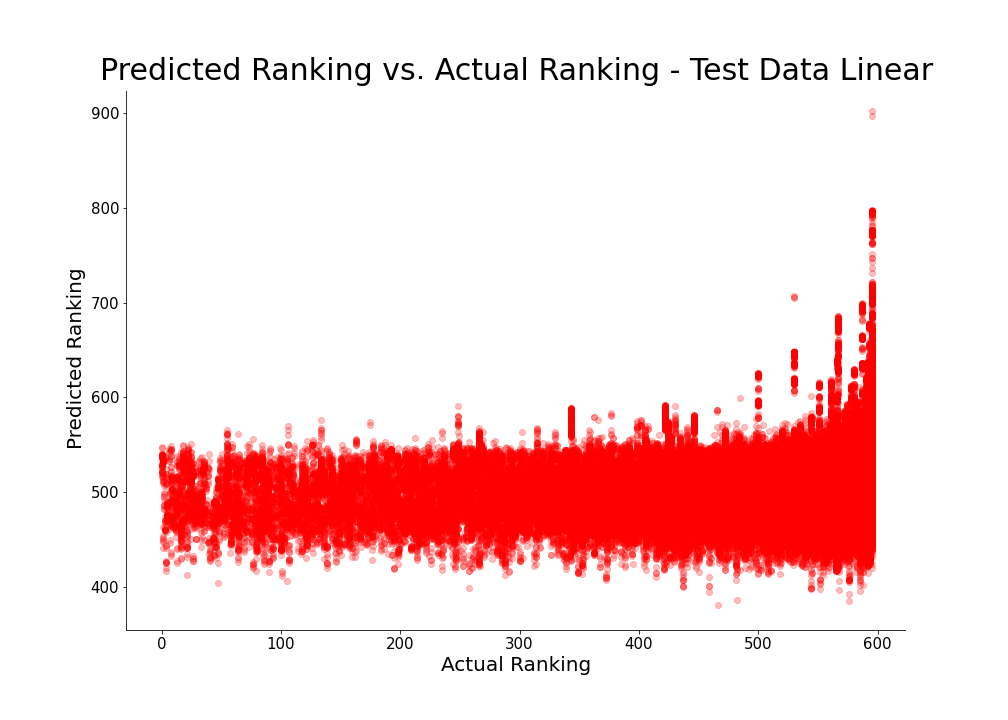 Predicted Ranking vs. Actual Ranking - Test Data Linear
900
800
700
600
500
400
Predicted Ranking
0 100 200 300 400 500 600
Actual Ranking